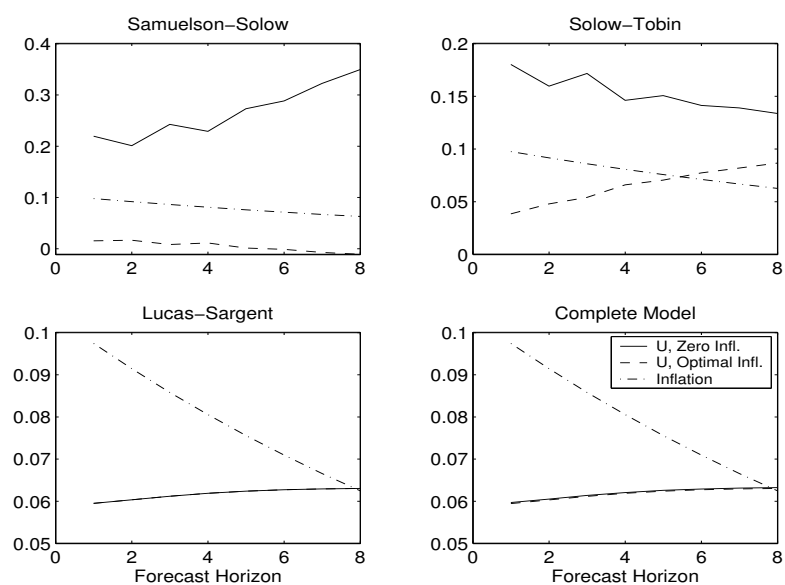 Samuelson−Solow
0.4
0.3
0.2
0.1
0
0 2 4 6 8
Solow−Tobin
0.2
0.15
0.1
0.05
0
0 2 4 6 8
Lucas−Sargent
0.1
0.09
0.08
0.07
0.06
0.05
0 2 4 6 8
Forecast Horizon
Complete Model
0.1
0.09
0.08
0.07
0.06
0.05
U, Zero Infl.
U, Optimal Infl.
Inflation
0 2 4 6 8
Forecast Horizon